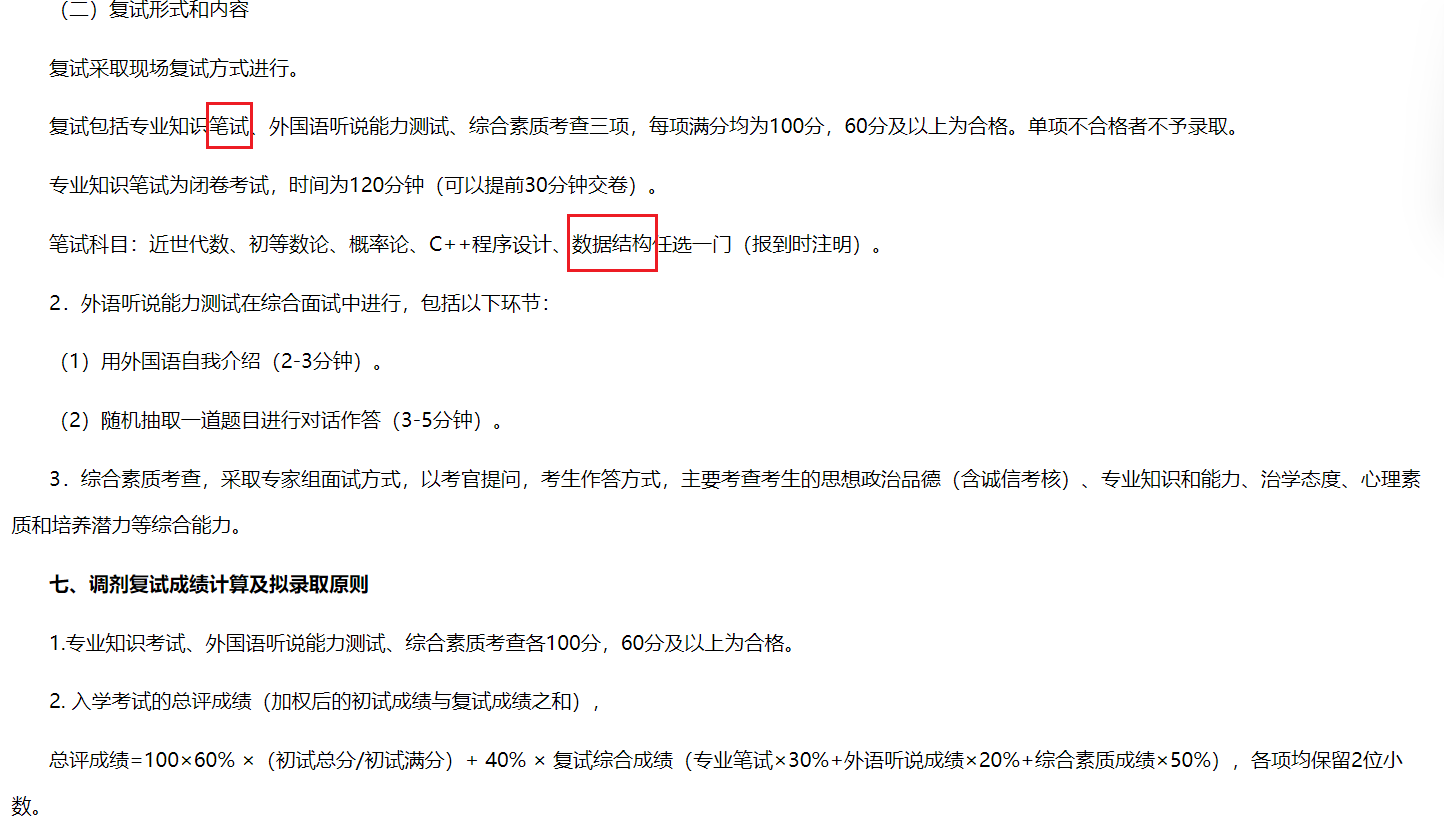 （二）复试形式和内容
复试采取现场复试方式进行。
复试包括专业知识笔试、外国语听说能力测试、综合素质考查三项，每项满分均为100分，60分及以上为合格。单项不合格者不予录取。
专业知识笔试为闭卷考试，时间为120分钟（可以提前30分钟交卷）。
笔试科目：近世代数、初等数论、概率论、C++程序设计、数据结构任选一门（报到时注明）。
2．外语听说能力测试在综合面试中进行，包括以下环节：
（1）用外国语自我介绍（2-3分钟）。
（2）随机抽取一道题目进行对话作答（3-5分钟）。
3．综合素质考查，采取专家组面试方式，以考官提问，考生作答方式，主要考查考生的思想政治品德（含诚信考核）、专业知识和能力、治学态度、心理素
质和培养潜力等综合能力。
七、调剂复试成绩计算及拟录取原则
1.专业知识考试、外国语听说能力测试、综合素质考查各100分，60分及以上为合格。
2. 入学考试的总评成绩（加权后的初试成绩与复试成绩之和），
总评成绩=100×60% ×（初试总分/初试满分）+ 40% × 复试综合成绩（专业笔试×30%+外语听说成绩×20%+综合素质成绩×50%），各项均保留2位小
数。